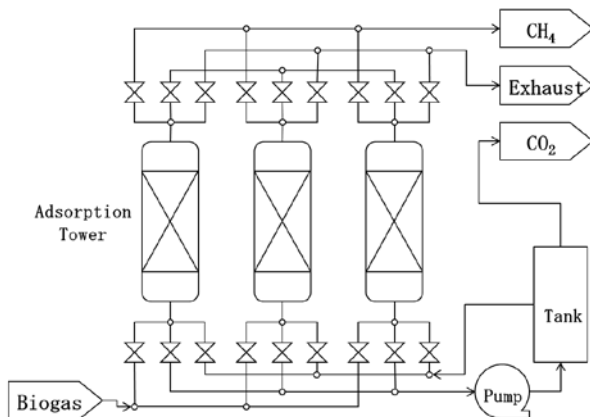 CH₄
Exhaust
CO₂
Adsorption
Tower
Tank
Biogas
Pump